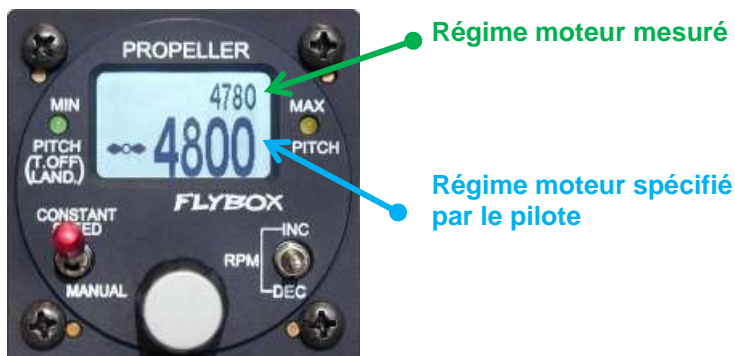 Régime moteur mesuré
PROPELLER
4780
MIN
MAX
4800
PITCH
(T.OFF)
(LAND.)
PITCH
Régime moteur spécifié
par le pilote
FLYBOX
CONSTANT
SPEED
INC
RPM
MANUAL
DEC